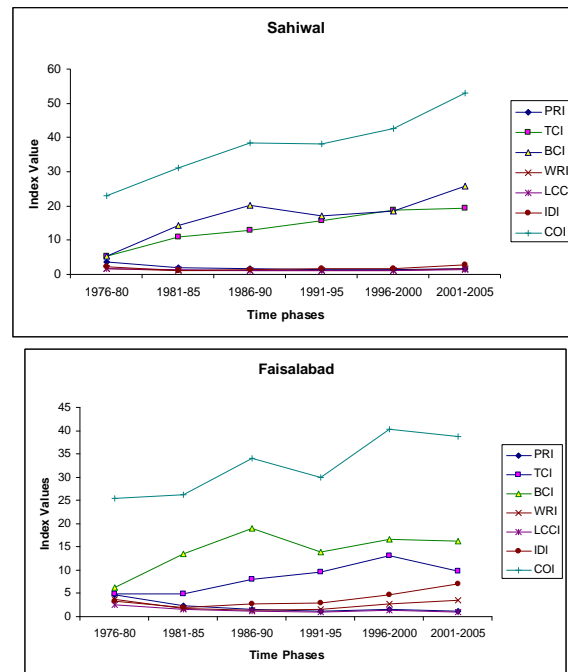 Sahiwal
60
50
40
30
20
10
0
Index Value
1976-80 1981-85 1986-90 1991-95 1996-2000 2001-2005
Time phases
PRI
TCI
BCI
WRI
LCC
IDI
COI
Faisalabad
45
40
35
30
25
20
15
10
5
0
Index Values
1976-80 1981-85 1986-90 1991-95 1996-2000 2001-2005
Time Phases
PRI
TCI
BCI
WRI
LCCI
IDI
COI